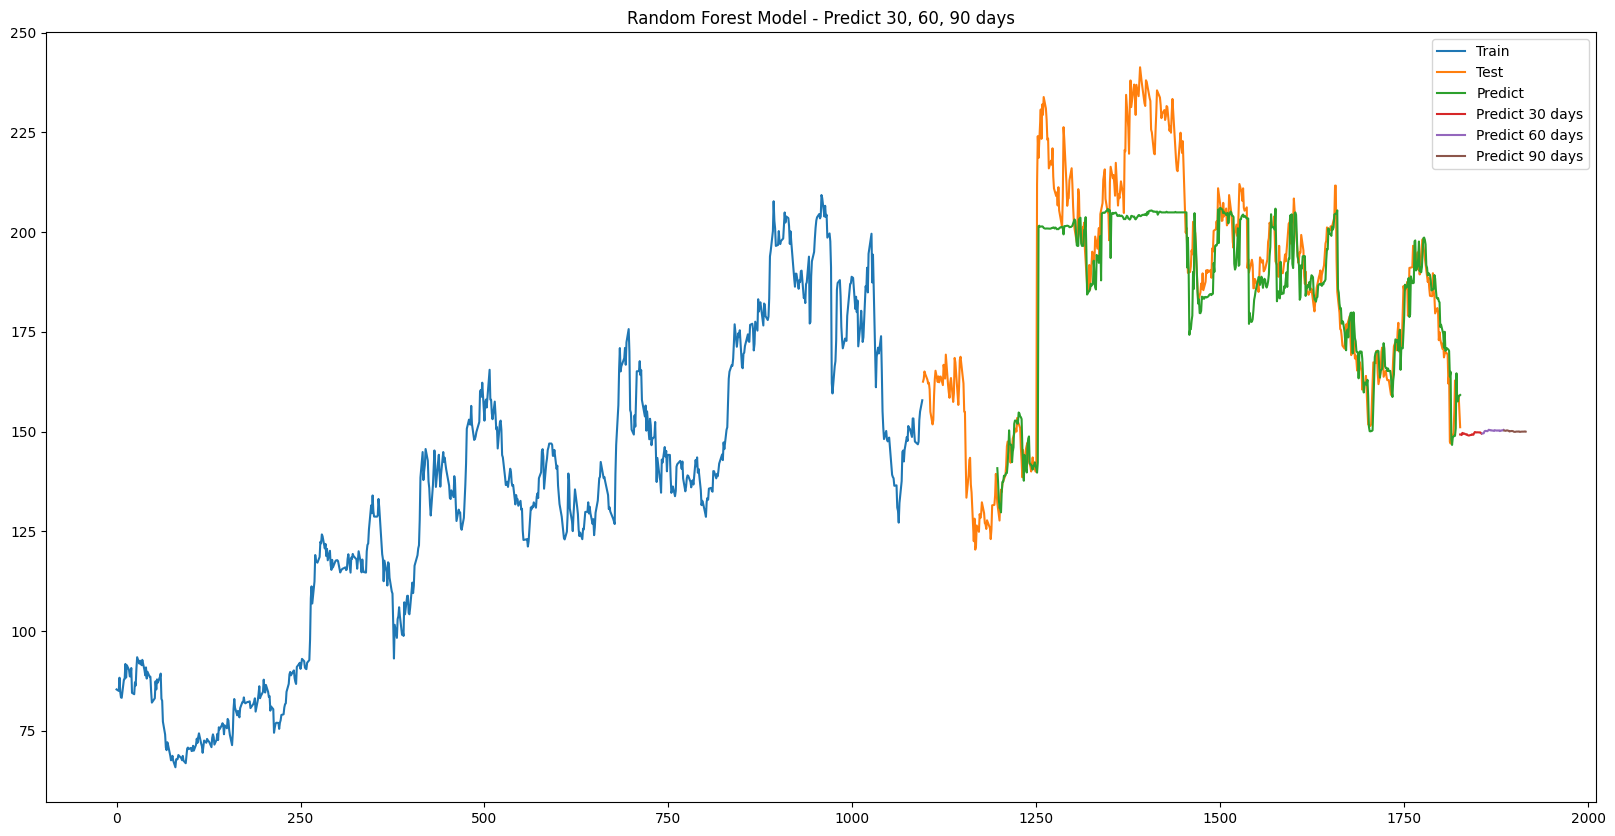 Random Forest Model - Predict 30, 60, 90 days
250
225
200
175
150
125
100
75
0
250
500
750
1000
1250
1500
1750
2000
Train
Test
Predict
Predict 30 days
Predict 60 days
Predict 90 days